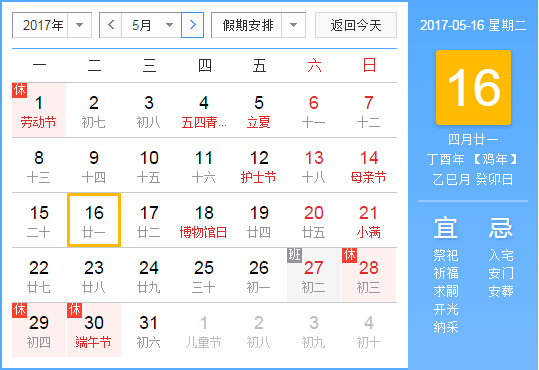 2017年 5月 假期安排 返回今天
一 二 三 四 五 六 日
休 1 2 3 4 5 6 7
劳动节 初七 初八 五四青... 立夏 十一 十二
8 9 10 11 12 13 14
十三 十四 十五 十六 护士节 十八 母亲节
15 16 17 18 19 20 21
二十 廿一 廿二 博物馆日 廿四 廿五 小满
22 23 24 25 26 班 27 休 28
廿七 廿八 廿九 三十 初一 初二 初三
休 29 休 30 31 1 2 3 4
初四 端午节 初六 儿童节 初八 初九 初十
2017-05-16 星期二
16
四月廿一
丁酉年 【鸡年】
乙巳月 癸卯日
宜 忌
祭祀 入宅
祈福 安门
求嗣 安葬
开光
纳采